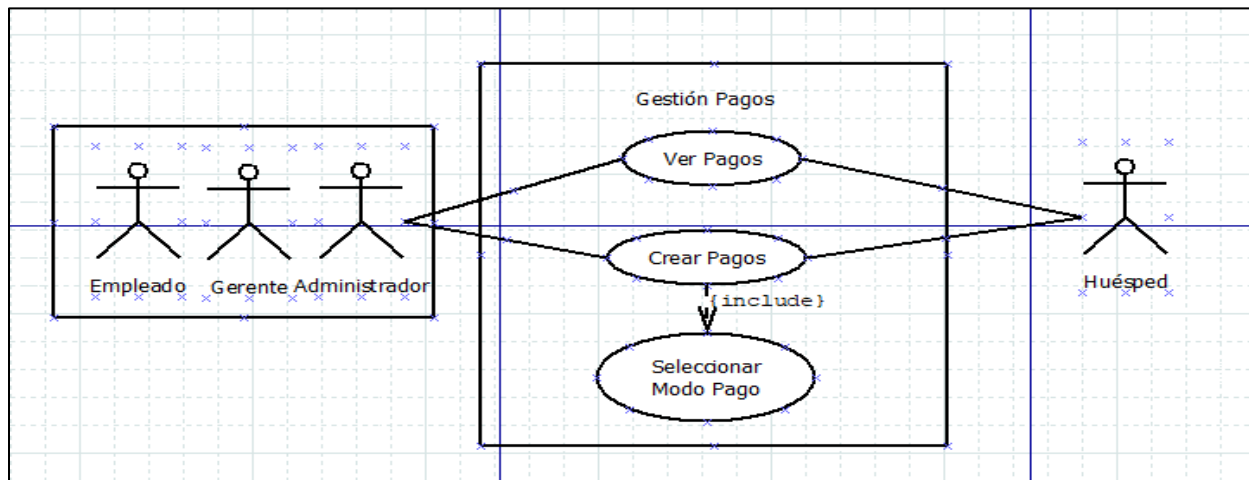 Gestión Pagos
Ver Pagos
Crear Pagos
{include}
Seleccionar
Modo Pago
Empleado
Gerente
Administrador
Huésped